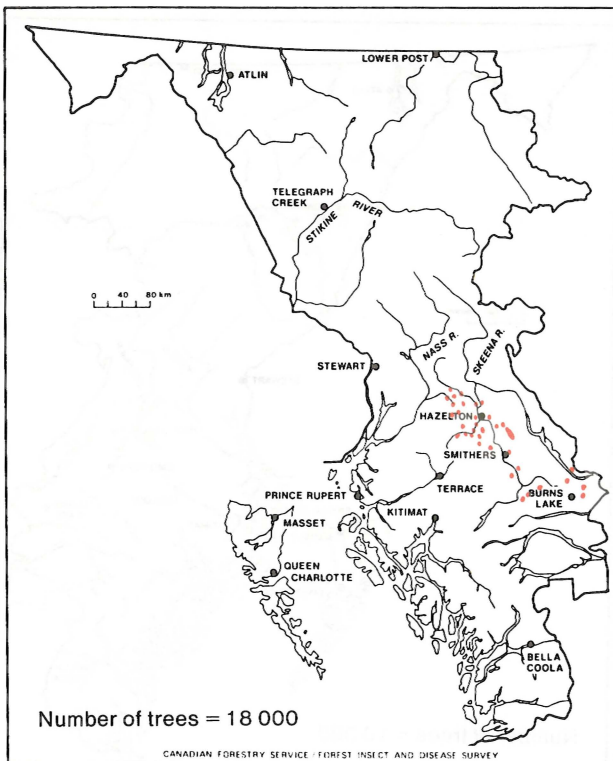 LOWER POST
ATLIN
TELEGRAPH
CREEK
STIKINE RIVER
0 40 80 km
NASS R.
SKEENA R.
STEWART
HAZELTON
SMITHERS
TERRACE
PRINCE RUPERT
KITIMAT
BURNS
LAKE
MASSET
QUEEN
CHARLOTTE
BELLA
COOLA
Number of trees = 18 000
CANADIAN FORESTRY SERVICE FOREST INSECT AND DISEASE SURVEY